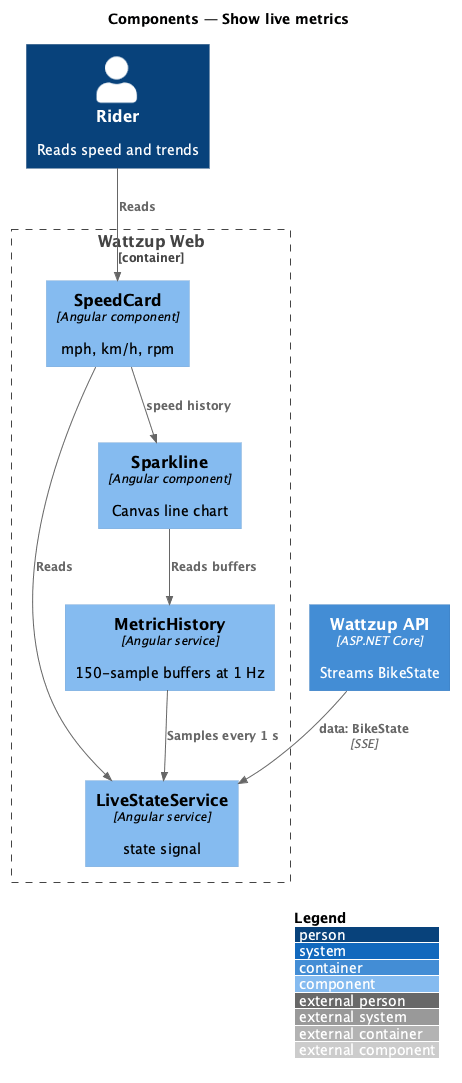 Components — Show live metrics
Rider
Reads speed and trends
Reads
Wattzup Web
[container]
SpeedCard
[Angular component]
mph, km/h, rpm
speed history
Sparkline
[Angular component]
Canvas line chart
Reads
Reads buffers
MetricHistory
[Angular service]
150-sample buffers at 1 Hz
Wattzup API
[ASP.NET Core]
Streams BikeState
Samples every 1 s
data: BikeState
[SSE]
LiveStateService
[Angular service]
state signal
Legend
person
system
container
component
external person
external system
external container
external component